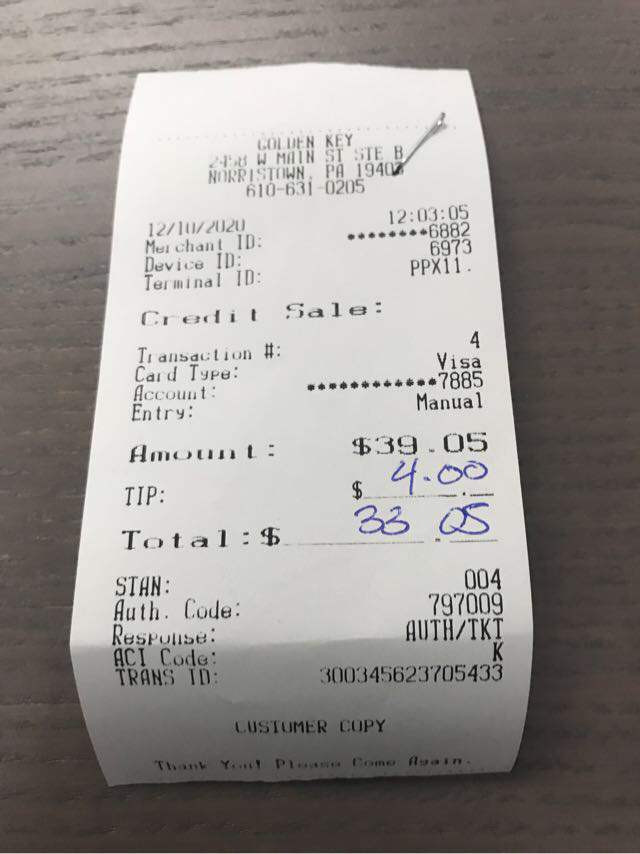 GOLDEN KEY
2458 W MAIN ST STE B
NORRISTOWN, PA 19403
610-631-0205
12/10/2020 12:03:05
Merchant ID: ********6882
Device ID: 6973
Terminal ID: PPX11.
Credit Sale:
Transaction #: 4
Card Type: Visa
Account: ************7885
Entry: Manual
Amount: $39.05
TIP: $ 4.00
Total:$ 33 05
STAN: 004
Auth. Code: 797009
Response: AUTH/TKT
ACI Code: K
TRANS ID: 300345623705433
CUSTOMER COPY
Thank You! Please Come Again.